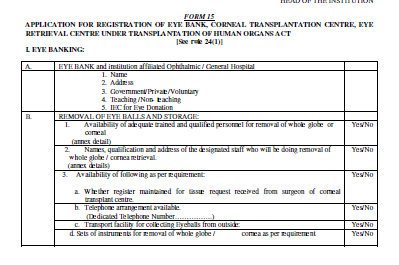 HEAD OF THE INSTITUTION
FORM 15
APPLICATION FOR REGISTRATION OF EYE BANK, CORNEAL TRANSPLANTATION CENTRE, EYE
RETRIEVAL CENTRE UNDER TRANSPLANTATION OF HUMAN ORGANS ACT
[See rule 24(1)]
I. EYE BANKING:
A. EYE BANK and institution affiliated Ophthalmic / General Hospital
1. Name
2. Address
3. Government/Private/Voluntary
4. Teaching /Non- teaching
5. IEC for Eye Donation
B. REMOVAL OF EYE BALLS AND STORAGE:
1. Availability of adequate trained and qualified personnel for removal of whole globe or Yes/No
corneal
(annex detail)
2. Names, qualification and address of the designated staff who will be doing removal of Yes/No
whole globe / cornea retrieval.
(annex details)
3. Availability of following as per requirement: Yes/No
a. Whether register maintained for tissue request received from surgeon of corneal Yes/No
transplant centre.
b. Telephone arrangement available. Yes/No
(Dedicated Telephone Number....................)
c. Transport facility for collecting Eyeballs from outside: Yes/No
d. Sets of instruments for removal of whole globe / cornea as per requirement Yes/No